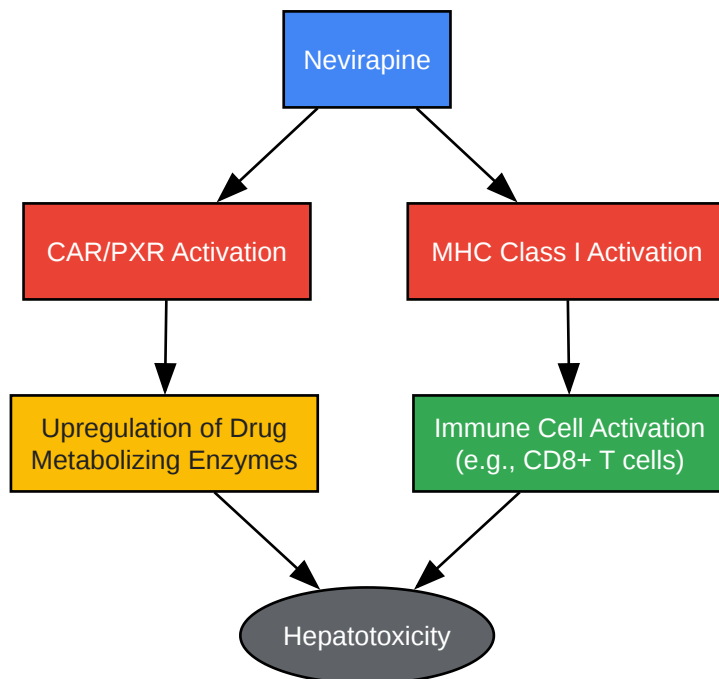 Nevirapine
CAR/PXR Activation
MHC Class I Activation
Upregulation of Drug
Metabolizing Enzymes
Immune Cell Activation
(e.g., CD8+ T cells)
Hepatotoxicity